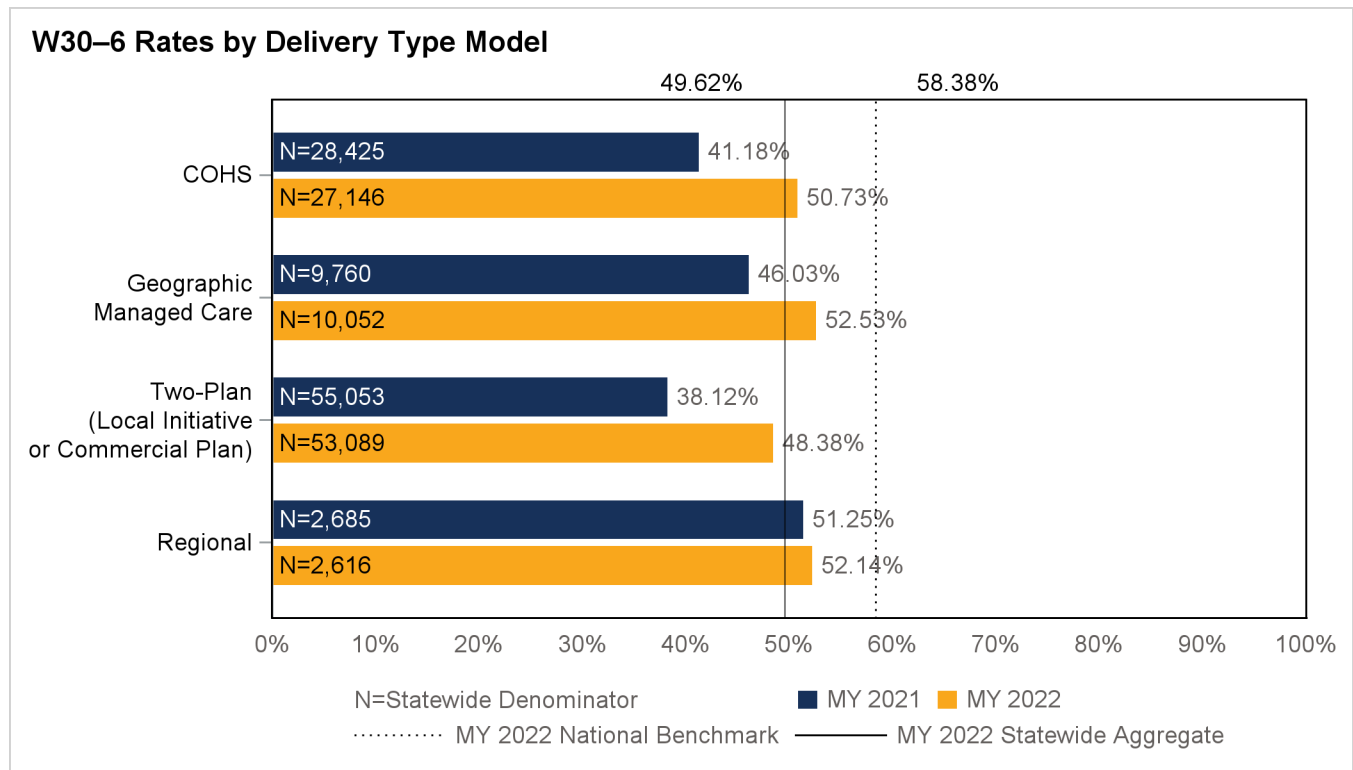 W30–6 Rates by Delivery Type Model
49.62% 58.38%
COHS
N=28,425 41.18%
N=27,146 50.73%
Geographic
Managed Care
N=9,760 46.03%
N=10,052 52.53%
Two-Plan
(Local Initiative
or Commercial Plan)
N=55,053 38.12%
N=53,089 48.38%
Regional
N=2,685 51.25%
N=2,616 52.14%
0% 10% 20% 30% 40% 50% 60% 70% 80% 90% 100%
N=Statewide Denominator MY 2021 MY 2022
MY 2022 National Benchmark MY 2022 Statewide Aggregate